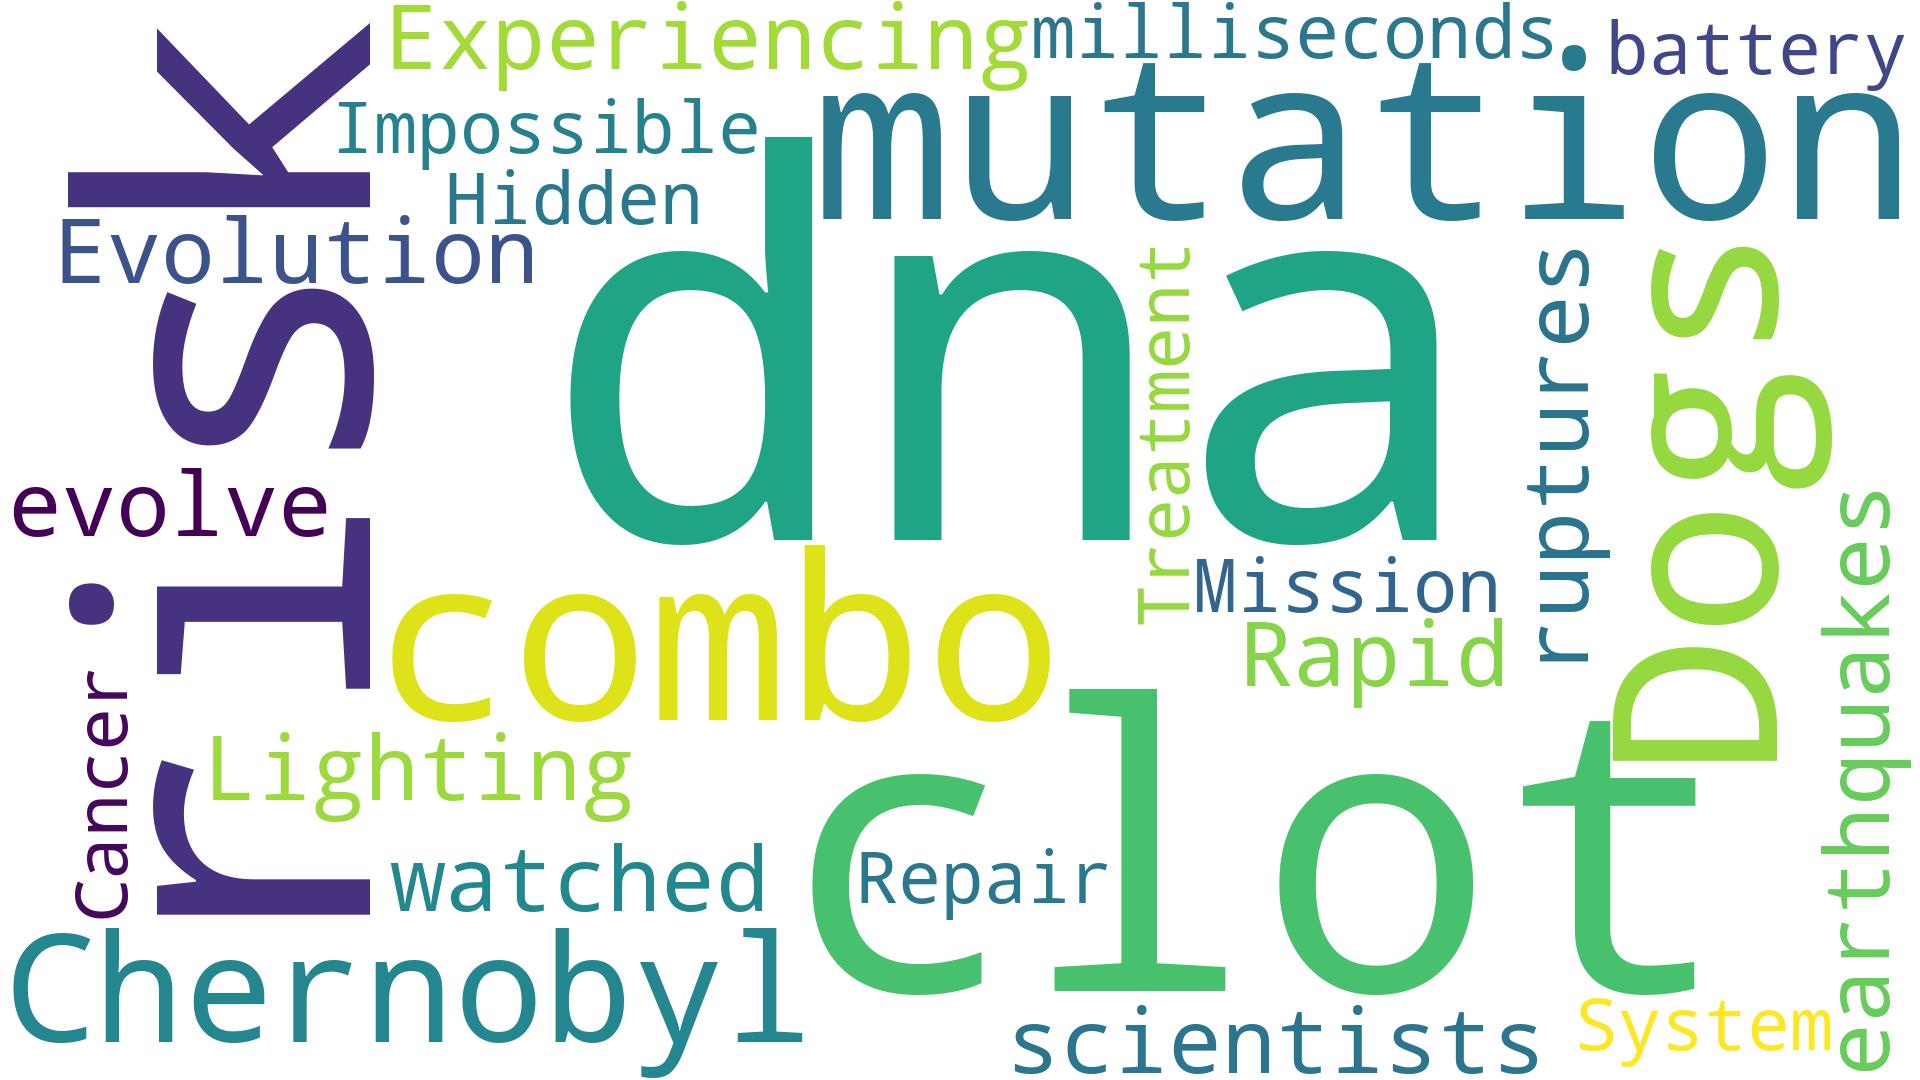 Experiencing
milliseconds
battery
risk
Impossible
mutation
Hidden
dna
Evolution
Treatment
ruptures
Dogs
evolve
combo
Mission
Rapid
earthquakes
Cancer
Lighting
clot
watched
Repair
Chernobyl
scientists
System